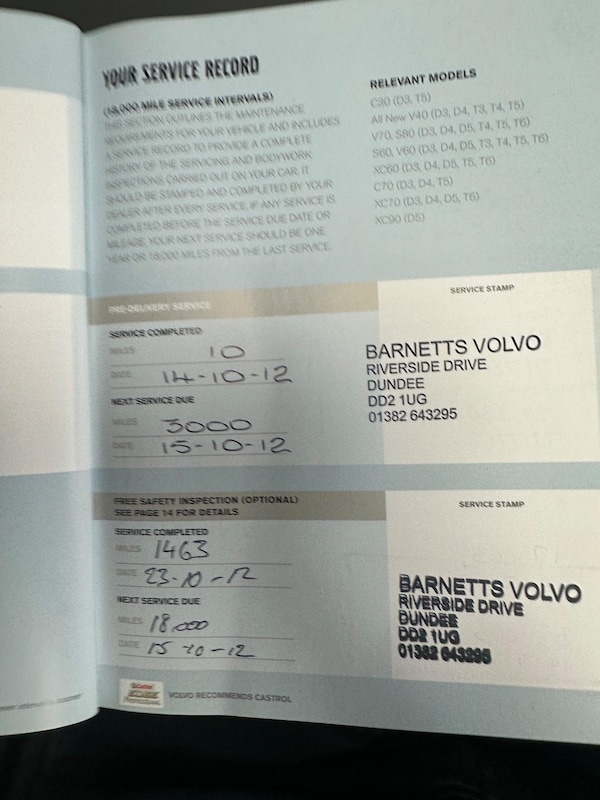 YOUR SERVICE RECORD
(18,000 MILE SERVICE INTERVALS)
THIS SECTION OUTLINES THE MAINTENANCE
REQUIREMENTS FOR YOUR VEHICLE AND INCLUDES
A SERVICE RECORD TO PROVIDE A COMPLETE
HISTORY OF THE SERVICING AND BODYWORK
INSPECTIONS CARRIED OUT ON YOUR CAR. IT
SHOULD BE STAMPED AND COMPLETED BY YOUR
DEALER AFTER EVERY SERVICE. IF ANY SERVICE IS
COMPLETED BEFORE THE SERVICE DUE DATE OR
MILEAGE, YOUR NEXT SERVICE SHOULD BE ONE
YEAR OR 18,000 MILES FROM THE LAST SERVICE.
RELEVANT MODELS
C30 (D3, T5)
All New V40 (D3, D4, T3, T4, T5)
V70, S80 (D3, D4, D5, T4, T5, T6)
S60, V60 (D3, D4, D5, T3, T4, T5, T6)
XC60 (D3, D4, D5, T5, T6)
C70 (D3, D4, T5)
XC70 (D3, D4, D5, T6)
XC90 (D5)
PRE-DELIVERY SERVICE
SERVICE COMPLETED
MILES 10
DATE 14-10-12
NEXT SERVICE DUE
MILES 3000
DATE 15-10-12
SERVICE STAMP
BARNETTS VOLVO
RIVERSIDE DRIVE
DUNDEE
DD2 1UG
01382 643295
FREE SAFETY INSPECTION (OPTIONAL)
SEE PAGE 14 FOR DETAILS
SERVICE COMPLETED
MILES 1463
DATE 23-10-12
NEXT SERVICE DUE
MILES 18,000
DATE 15-10-12
SERVICE STAMP
BARNETTS VOLVO
RIVERSIDE DRIVE
DUNDEE
DD2 1UG
01382 643295
Castrol
EDGE
Professional
VOLVO RECOMMENDS CASTROL